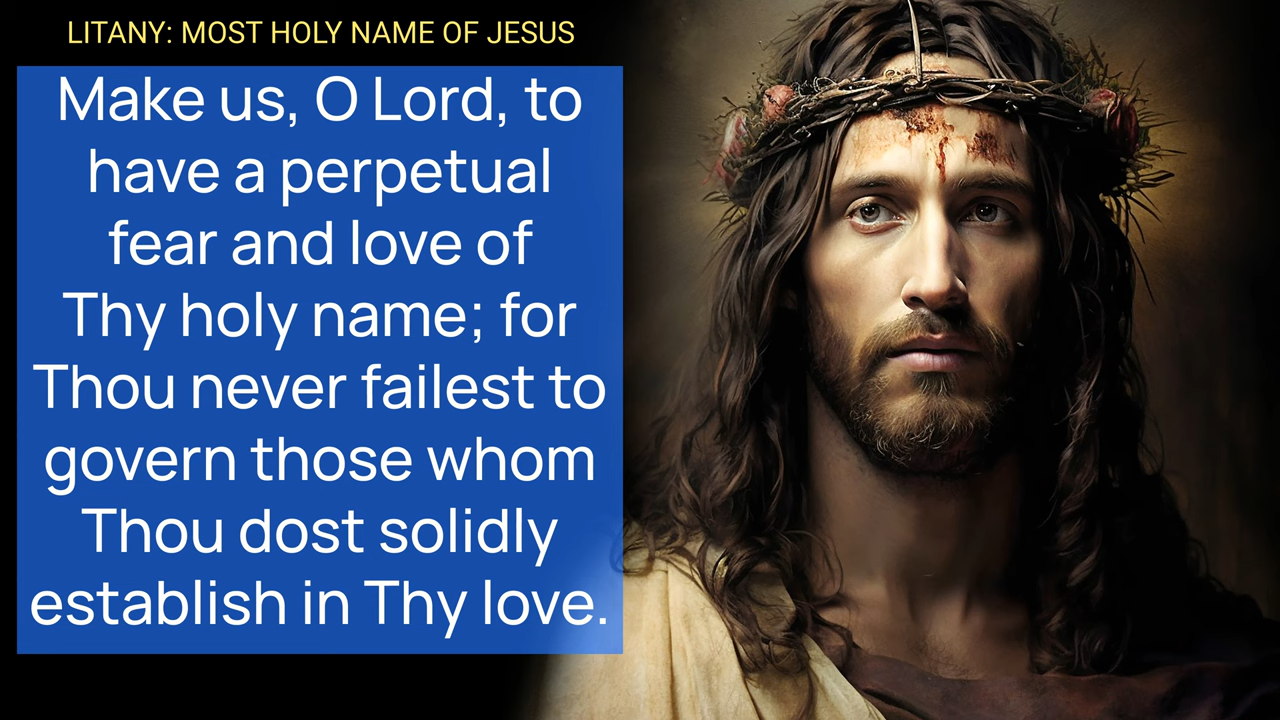 LITANY: MOST HOLY NAME OF JESUS
Make us, O Lord, to
have a perpetual
fear and love of
Thy holy name; for
Thou never failest to
govern those whom
Thou dost solidly
establish in Thy love.